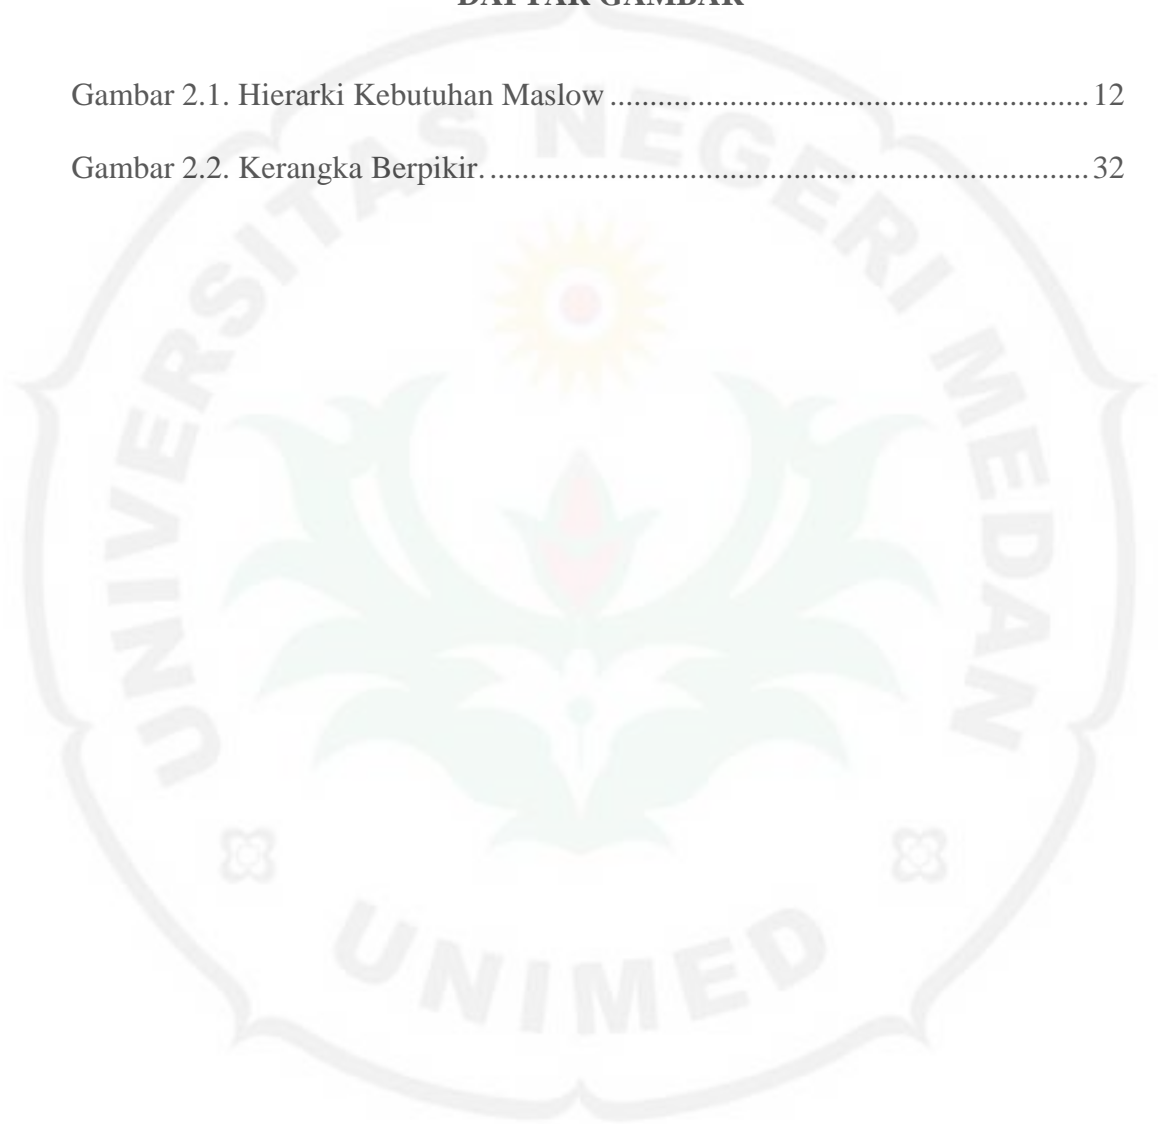 DAFTAR GAMBAR
Gambar 2.1. Hierarki Kebutuhan Maslow ............................................................ 12
Gambar 2.2. Kerangka Berpikir. ........................................................................... 32
UNIVERSITAS NEGERI MEDAN
UNIMED